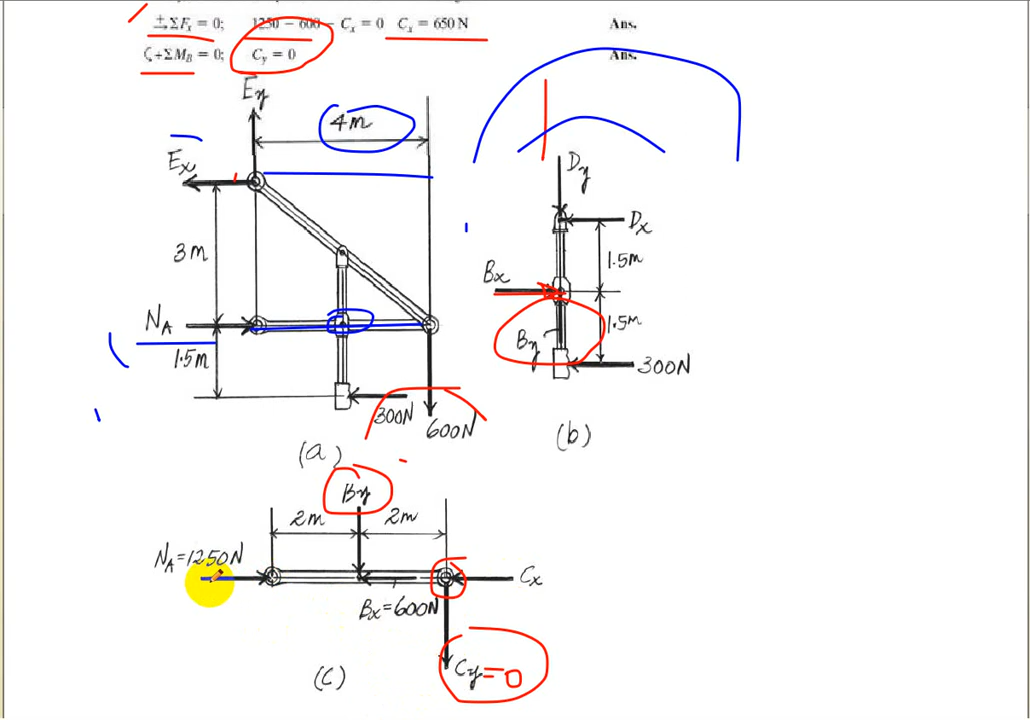 +→ΣFx = 0; 1250 − 600 − Cx = 0 Cx = 650 N Ans.
ζ+ΣMB = 0; Cy = 0 Ans.
Ey
4m
Ex
Dy
Dx
3m
1.5m
Bx
NA
1.5m
By
1.5m
300N
300N
600N
(a)
(b)
By
2m 2m
NA=1250N
Cx
Bx=600N
Cy=0
(c)